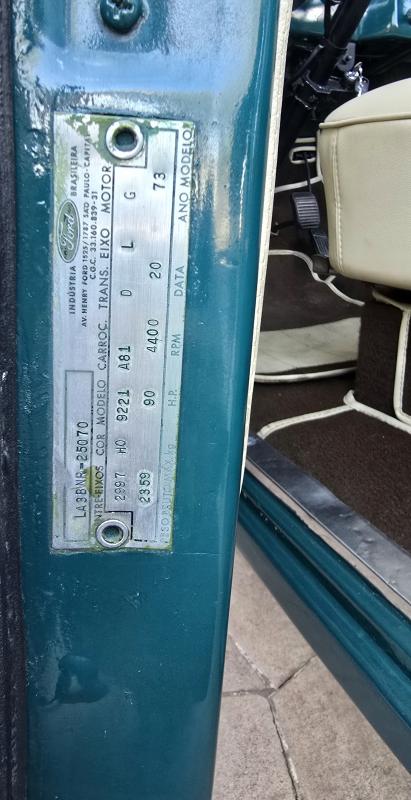 Ford
INDÚSTRIA BRASILEIRA
AV. HENRY FORD SÃO PAULO-CAPITAL
C.G.C. 33.160.839-31
LA3BNR-25070
ENTRE-EIXOS COR MODELO CARROC. TRANS. EIXO MOTOR
2997 HO 9221 A81 D L G
2359 90 4400 20 73
H.P. RPM DATA ANO MODELO